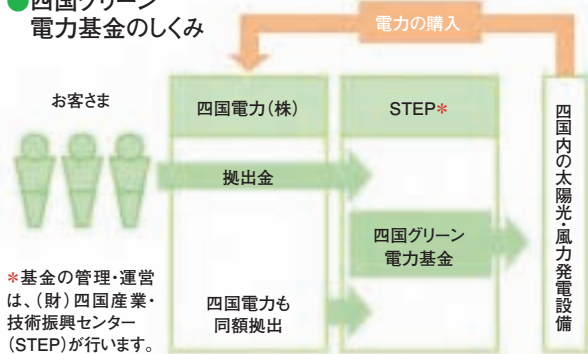 ●四国グリーン
電力基金のしくみ
電力の購入
お客さま
四国電力(株)
STEP*
拠出金
四国グリーン
電力基金
四国電力も
同額拠出
四国内の太陽光・風力発電設備
*基金の管理・運営
は、(財)四国産業・
技術振興センター
(STEP)が行います。